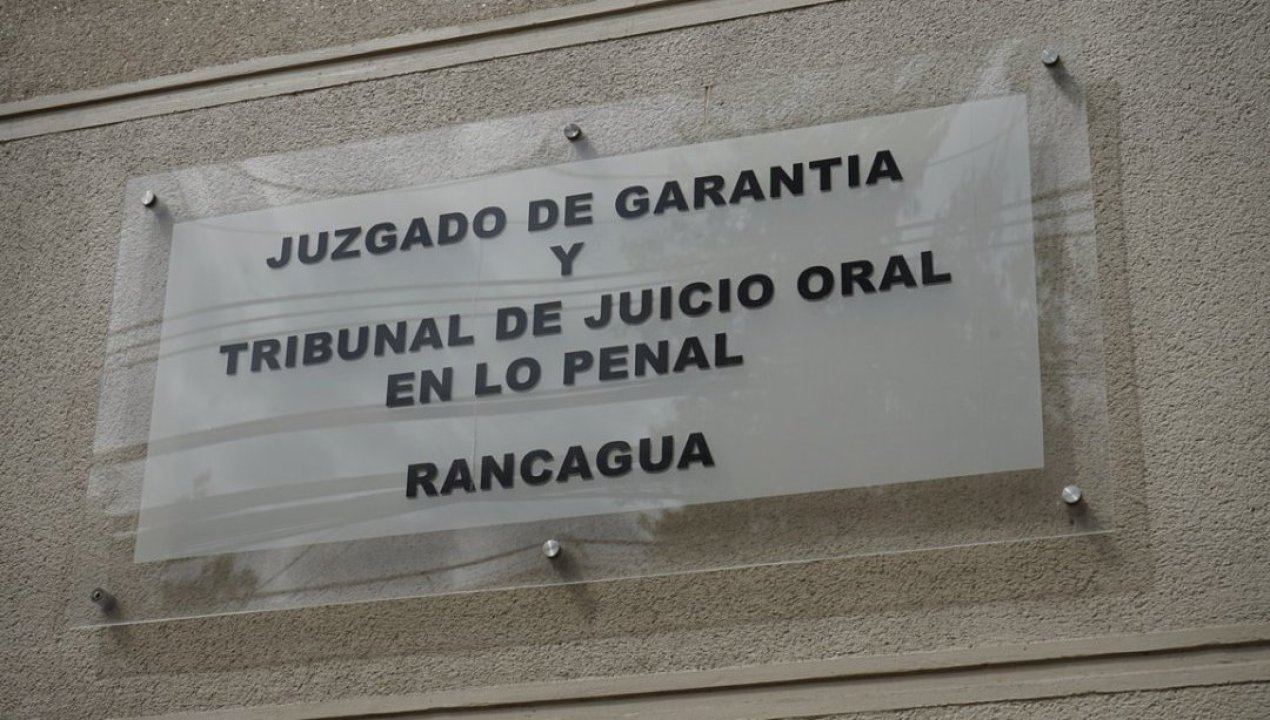 JUZGADO DE GARANTIA
Y
TRIBUNAL DE JUICIO ORAL
EN LO PENAL
RANCAGUA